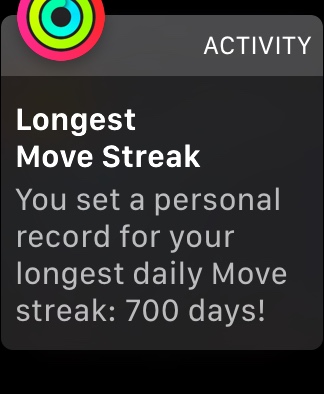 ACTIVITY
Longest
Move Streak
You set a personal
record for your
longest daily Move
streak: 700 days!